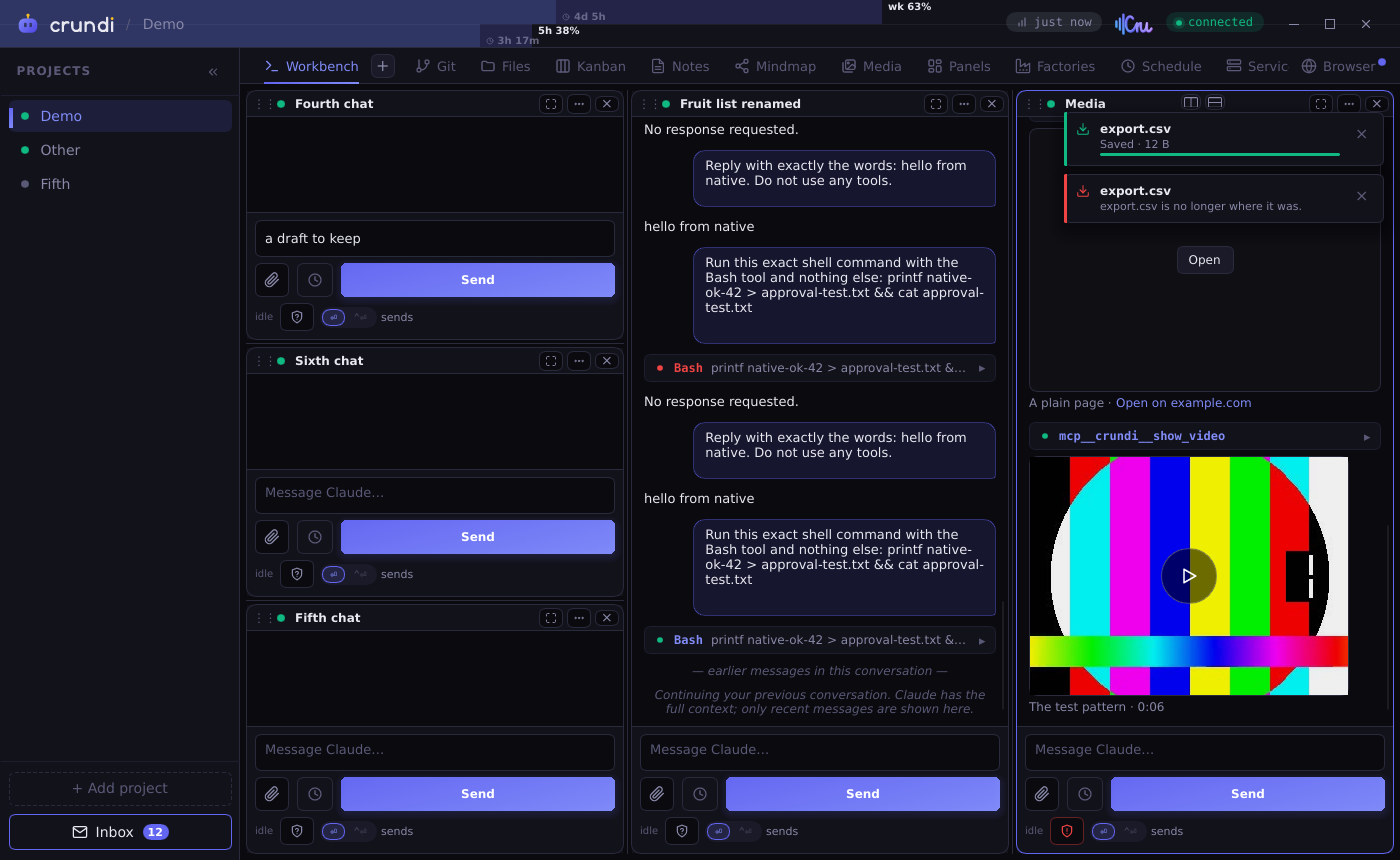 crundi / Demo
4d 5h
wk 63%
3h 17m
5h 38%
just now
Cru
connected
PROJECTS
Demo
Other
Fifth
+ Add project
Inbox 12
Workbench
Git
Files
Kanban
Notes
Mindmap
Media
Panels
Factories
Schedule
Servic
Browser
Fourth chat
a draft to keep
Send
idle
sends
Sixth chat
Message Claude…
Send
idle
sends
Fifth chat
Message Claude…
Send
idle
sends
Fruit list renamed
No response requested.
Reply with exactly the words: hello from
native. Do not use any tools.
hello from native
Run this exact shell command with the
Bash tool and nothing else: printf native-
ok-42 > approval-test.txt && cat approval-
test.txt
Bash printf native-ok-42 > approval-test.txt &…
No response requested.
Reply with exactly the words: hello from
native. Do not use any tools.
hello from native
Run this exact shell command with the
Bash tool and nothing else: printf native-
ok-42 > approval-test.txt && cat approval-
test.txt
Bash printf native-ok-42 > approval-test.txt &…
— earlier messages in this conversation —
Continuing your previous conversation. Claude has the
full context; only recent messages are shown here.
Message Claude…
Send
idle
sends
Media
export.csv
Saved · 12 B
export.csv
export.csv is no longer where it was.
Open
A plain page · Open on example.com
mcp__crundi__show_video
The test pattern · 0:06
Message Claude…
Send
idle
sends